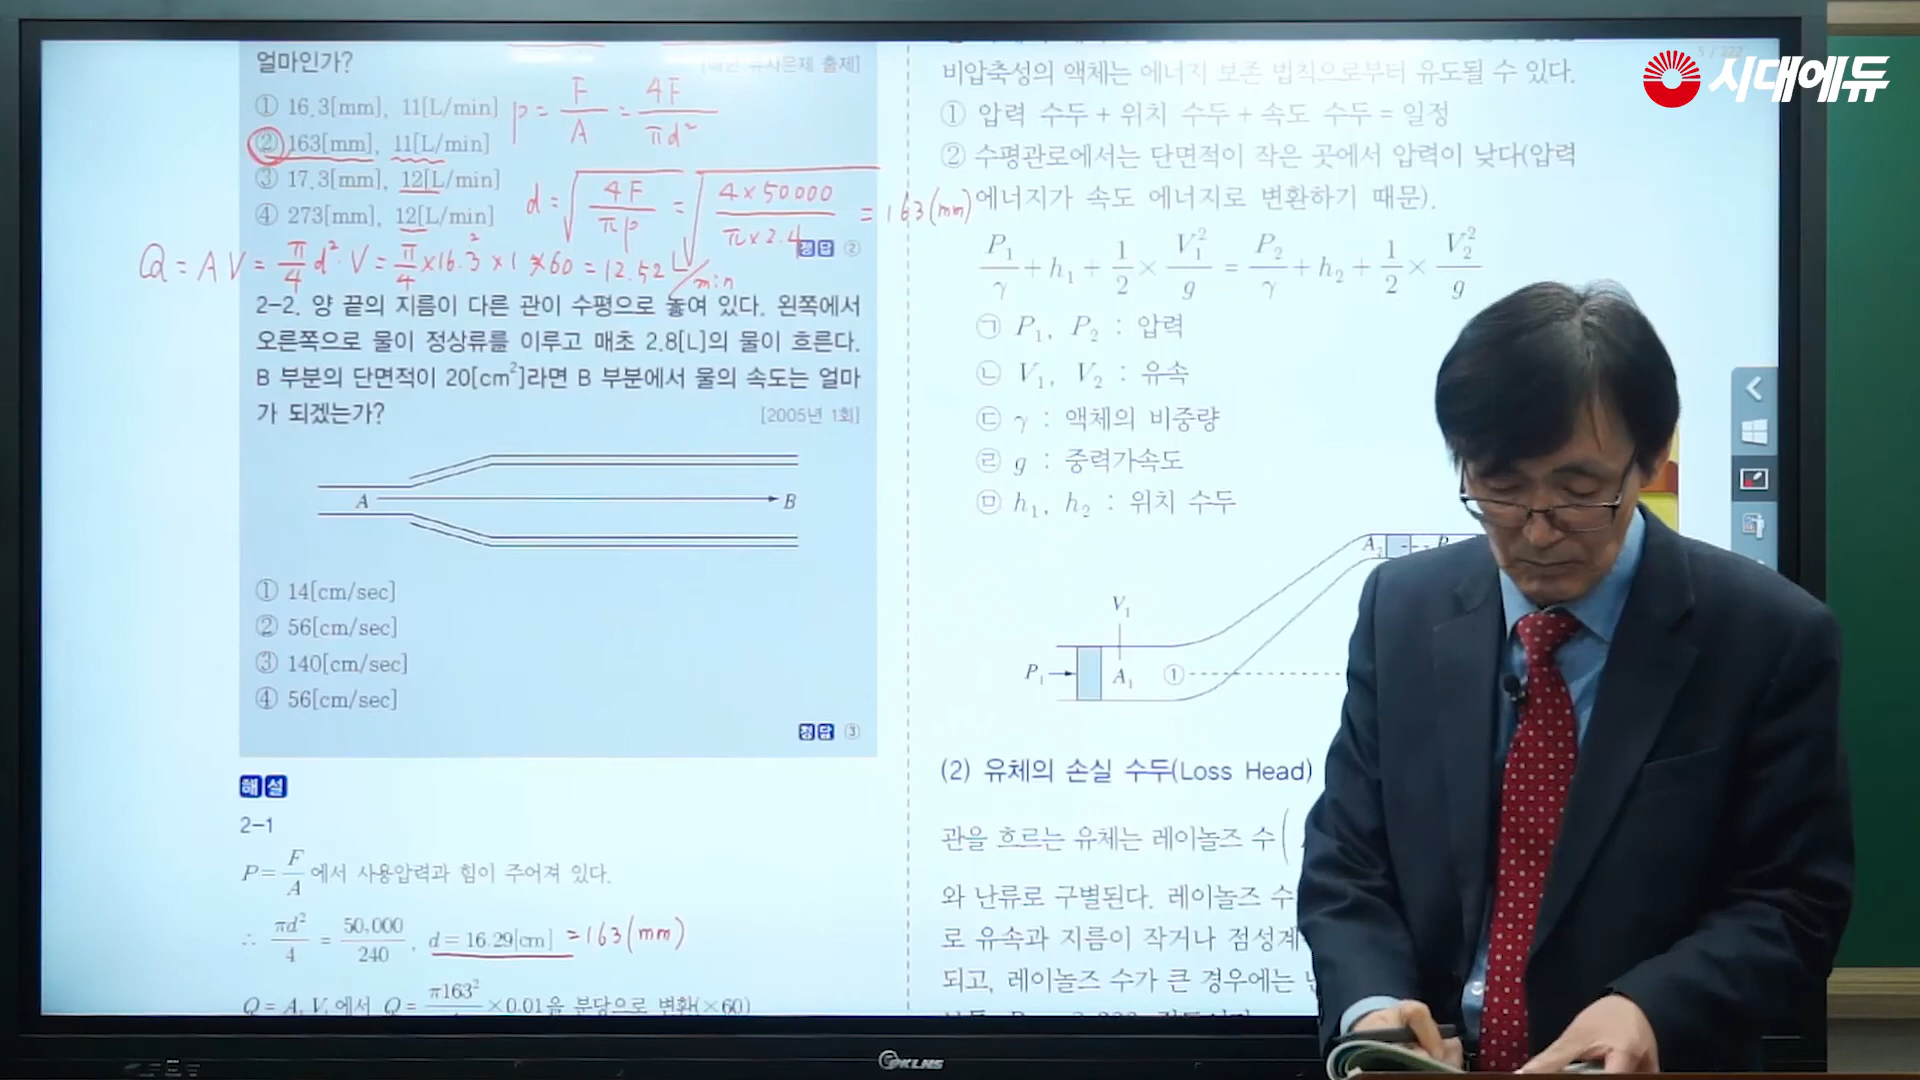 얼마인가?
① 16.3[mm], 11[L/min]
② 163[mm], 11[L/min]
③ 17.3[mm], 12[L/min]
④ 273[mm], 12[L/min]
정답 ②
p = F/A = 4F/πd²
d = √(4F/πp) = √(4×50000/π×2.4) = 163(mm)
Q = AV = π/4 d²·V = π/4 ×16.3²×1×60 = 12.52 L/min
2-2. 양 끝의 지름이 다른 관이 수평으로 놓여 있다. 왼쪽에서
오른쪽으로 물이 정상류를 이루고 매초 2.8[L]의 물이 흐른다.
B 부분의 단면적이 20[cm²]라면 B 부분에서 물의 속도는 얼마
가 되겠는가? [2005년 1회]
A B
① 14[cm/sec]
② 56[cm/sec]
③ 140[cm/sec]
④ 56[cm/sec]
정답 ③
해설
2-1
P=F/A 에서 사용압력과 힘이 주어져 있다.
∴ πd²/4 = 50,000/240, d=16.29[cm] =163(mm)
비압축성의 액체는 에너지 보존 법칙으로부터 유도될 수 있다.
① 압력 수두 + 위치 수두 + 속도 수두 = 일정
② 수평관로에서는 단면적이 작은 곳에서 압력이 낮다(압력
에너지가 속도 에너지로 변환하기 때문).
P₁/γ + h₁ + 1/2 × V₁²/g = P₂/γ + h₂ + 1/2 × V₂²/g
㉠ P₁, P₂ : 압력
㉡ V₁, V₂ : 유속
㉢ γ : 액체의 비중량
㉣ g : 중력가속도
㉤ h₁, h₂ : 위치 수두
A₂
V₁
P₁ A₁ ①
(2) 유체의 손실 수두(Loss Head)
관을 흐르는 유체는 레이놀즈 수(
와 난류로 구별된다. 레이놀즈 수
로 유속과 지름이 작거나 점성계
되고, 레이놀즈 수가 큰 경우에는
Q=A₁V₁에서 Q= π163²/ ×0.01을 분당으로 변환(×60)
시대에듀